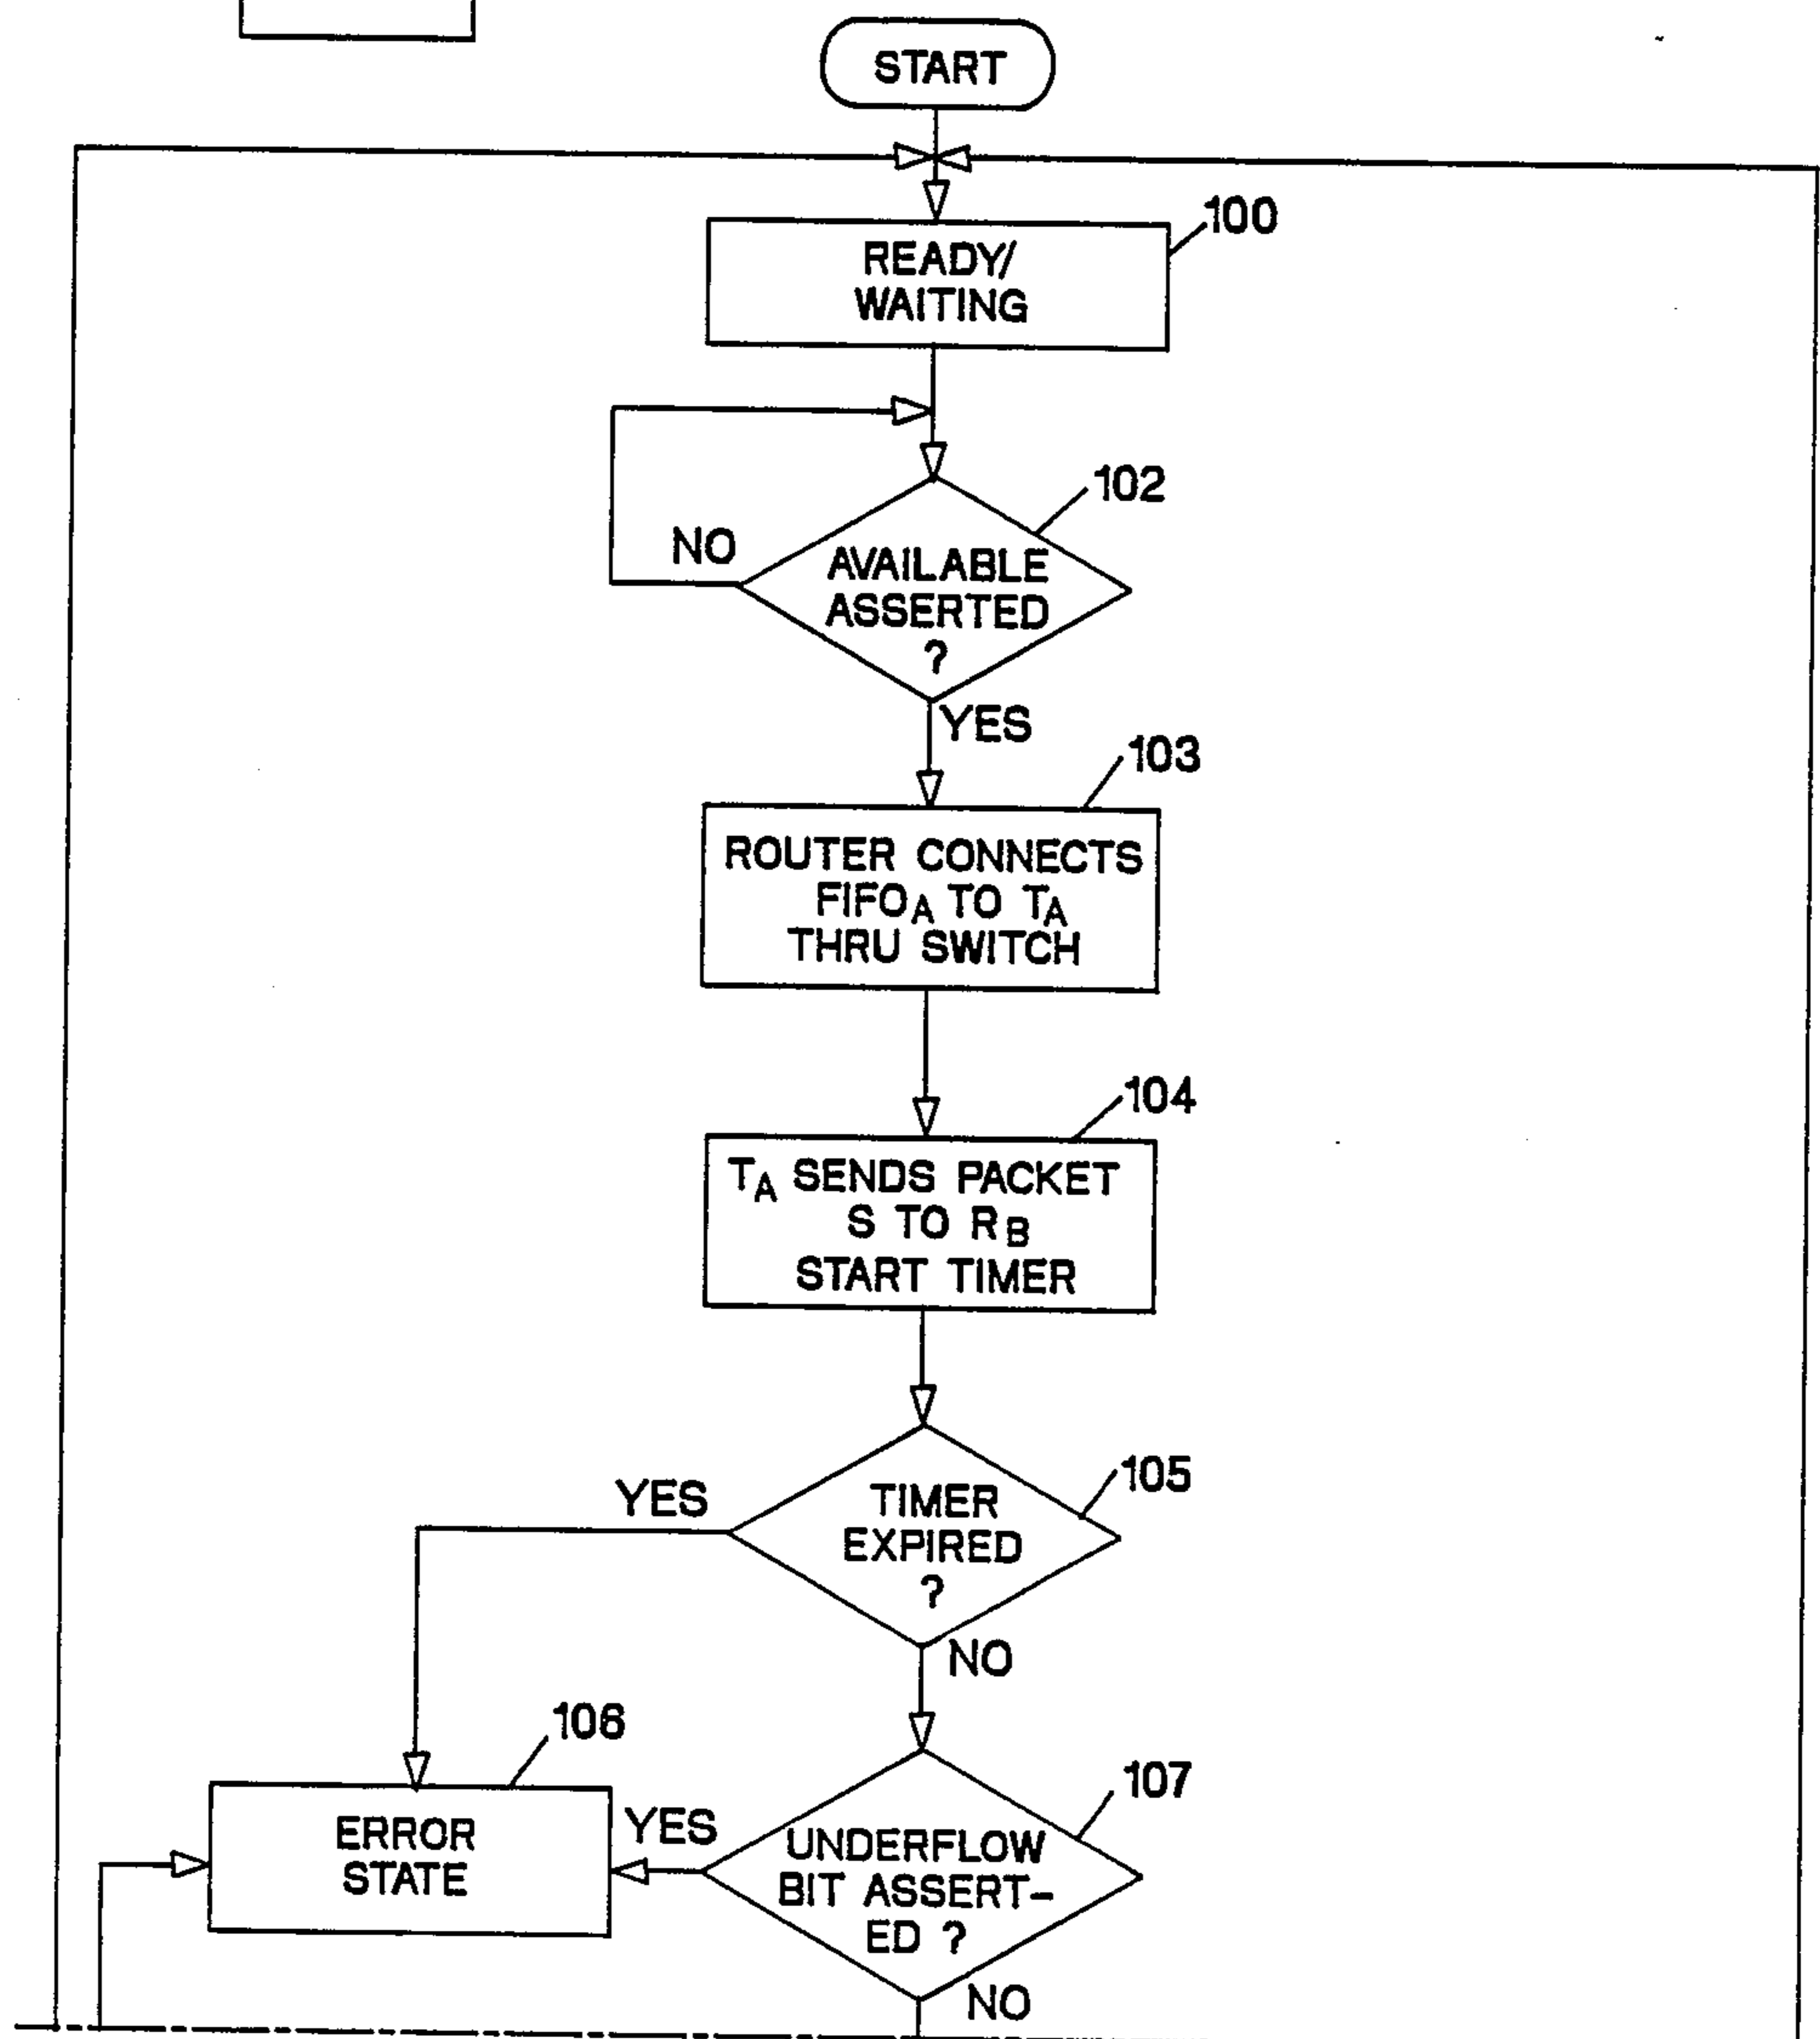 START
100
READY/
WAITING
102
NO
AVAILABLE
ASSERTED
?
YES
103
ROUTER CONNECTS
FIFOA TO TA
THRU SWITCH
104
TA SENDS PACKET
S TO RB
START TIMER
105
YES
TIMER
EXPIRED
?
NO
106
107
ERROR
STATE
YES
UNDERFLOW
BIT ASSERT-
ED ?
NO